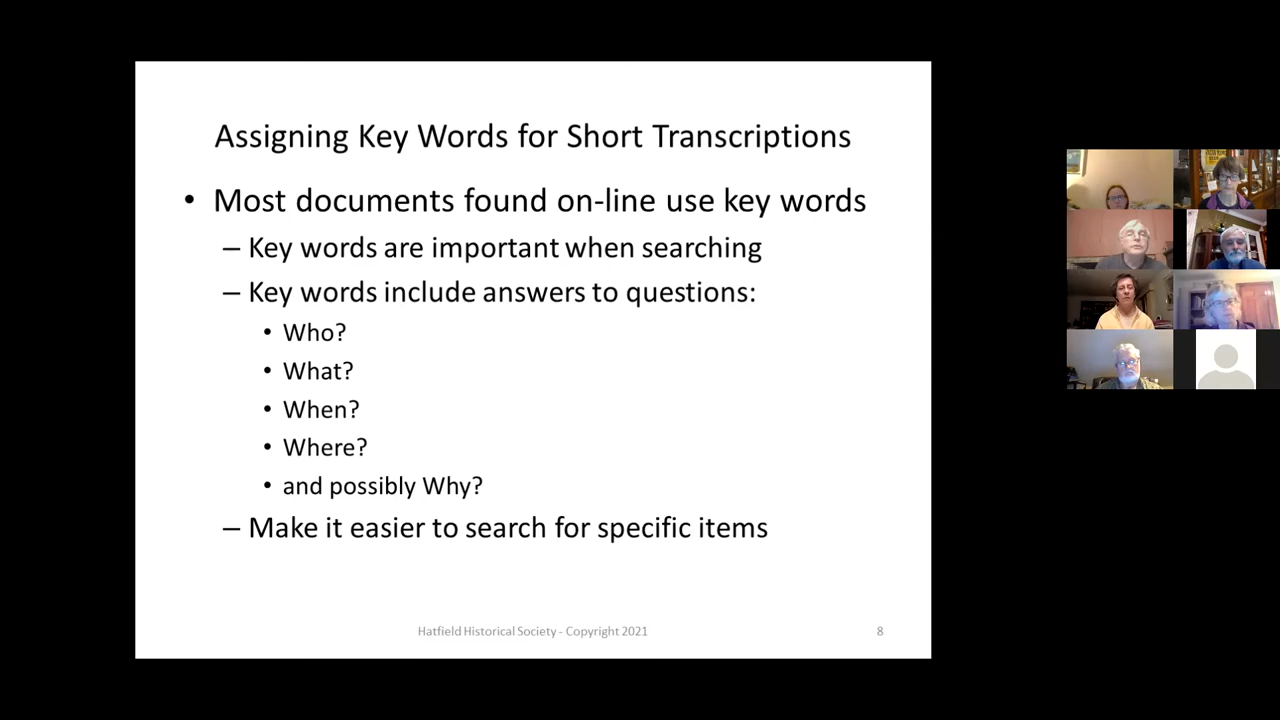 Assigning Key Words for Short Transcriptions
• Most documents found on-line use key words
– Key words are important when searching
– Key words include answers to questions:
• Who?
• What?
• When?
• Where?
• and possibly Why?
– Make it easier to search for specific items
Hatfield Historical Society - Copyright 2021
8